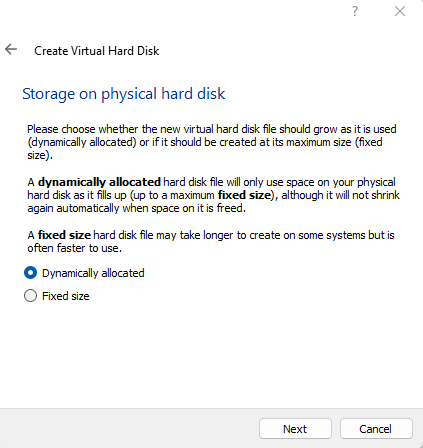 ?
Create Virtual Hard Disk
Storage on physical hard disk
Please choose whether the new virtual hard disk file should grow as it is used
(dynamically allocated) or if it should be created at its maximum size (fixed
size).
A dynamically allocated hard disk file will only use space on your physical
hard disk as it fills up (up to a maximum fixed size), although it will not shrink
again automatically when space on it is freed.
A fixed size hard disk file may take longer to create on some systems but is
often faster to use.
Dynamically allocated
Fixed size
Next Cancel